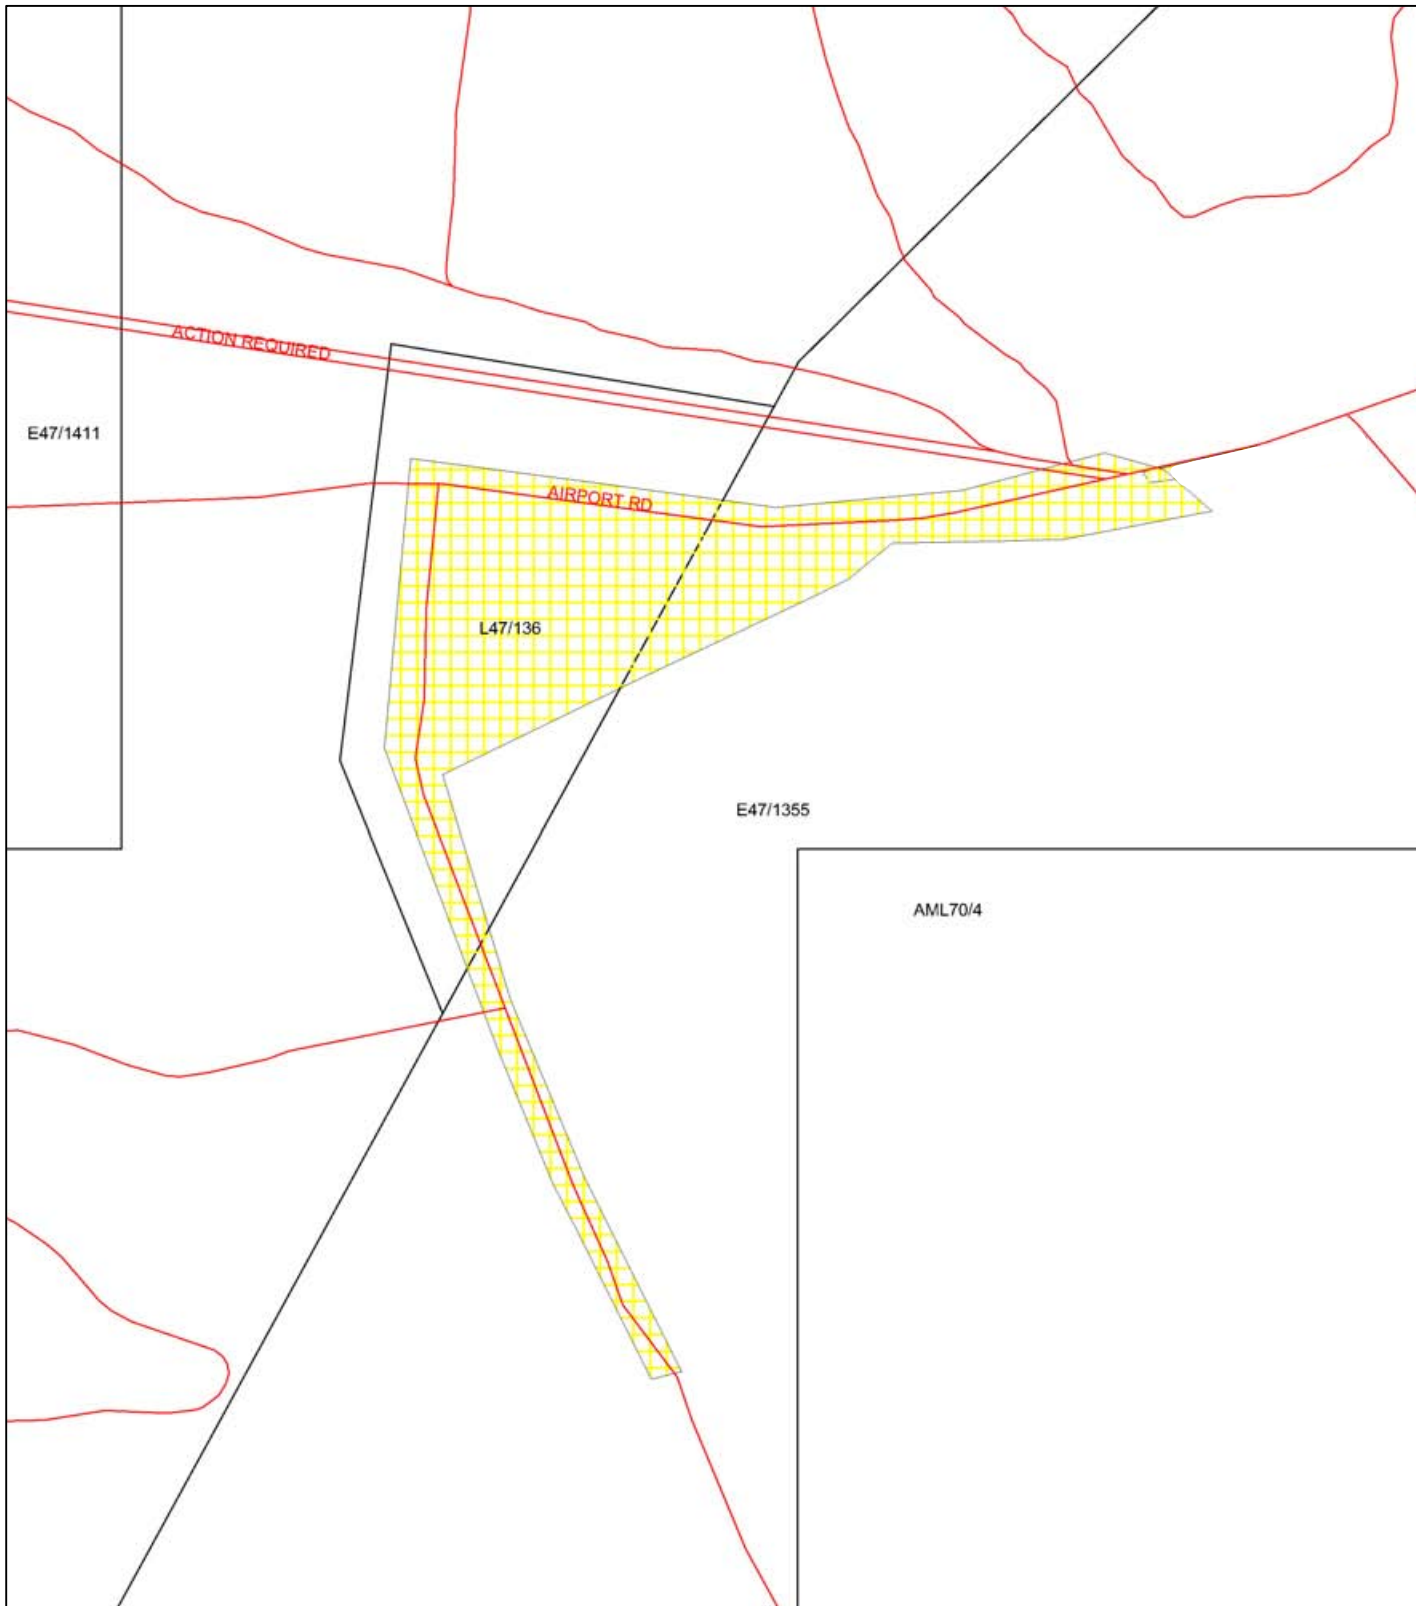 ACTION REQUIRED
E47/1411
AIRPORT RD
L47/136
E47/1355
AML70/4